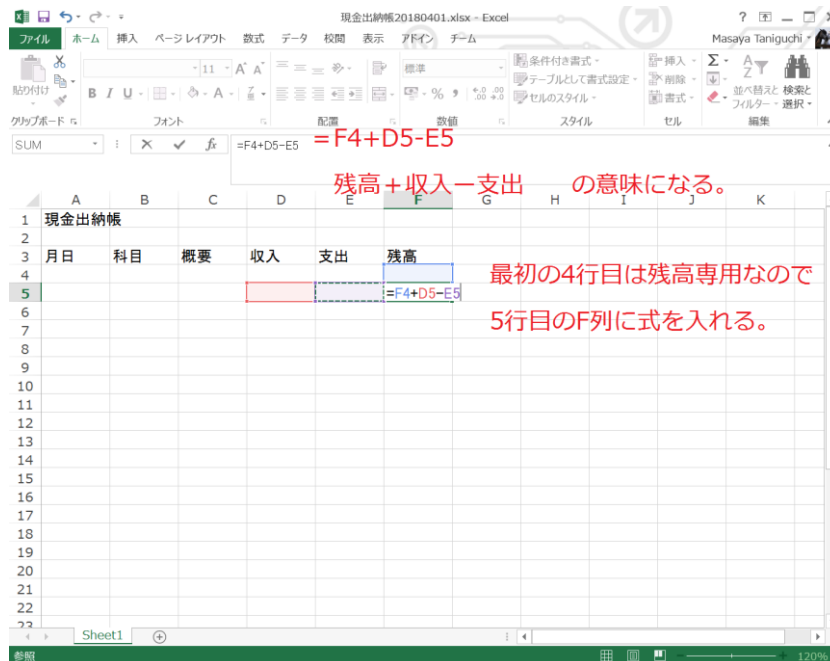 現金出納帳20180401.xlsx - Excel
ファイル ホーム 挿入 ページ レイアウト 数式 データ 校閲 表示 アドイン チーム Masaya Taniguchi
貼り付け
B I U
11
A A
標準
% ,
条件付き書式
テーブルとして書式設定
セルのスタイル
挿入
削除
書式
Σ
並べ替えと
フィルター
検索と
選択
クリップボード フォント 配置 数値 スタイル セル 編集
SUM fx =F4+D5-E5
=F4+D5-E5
残高+収入ー支出 の意味になる。
A B C D E F G H I J K
1 現金出納帳
2
3 月日 科目 概要 収入 支出 残高
4
最初の4行目は残高専用なので
5 =F4+D5-E5
5行目のF列に式を入れる。
6
7
8
9
10
11
12
13
14
15
16
17
18
19
20
21
22
23
Sheet1
参照 120%